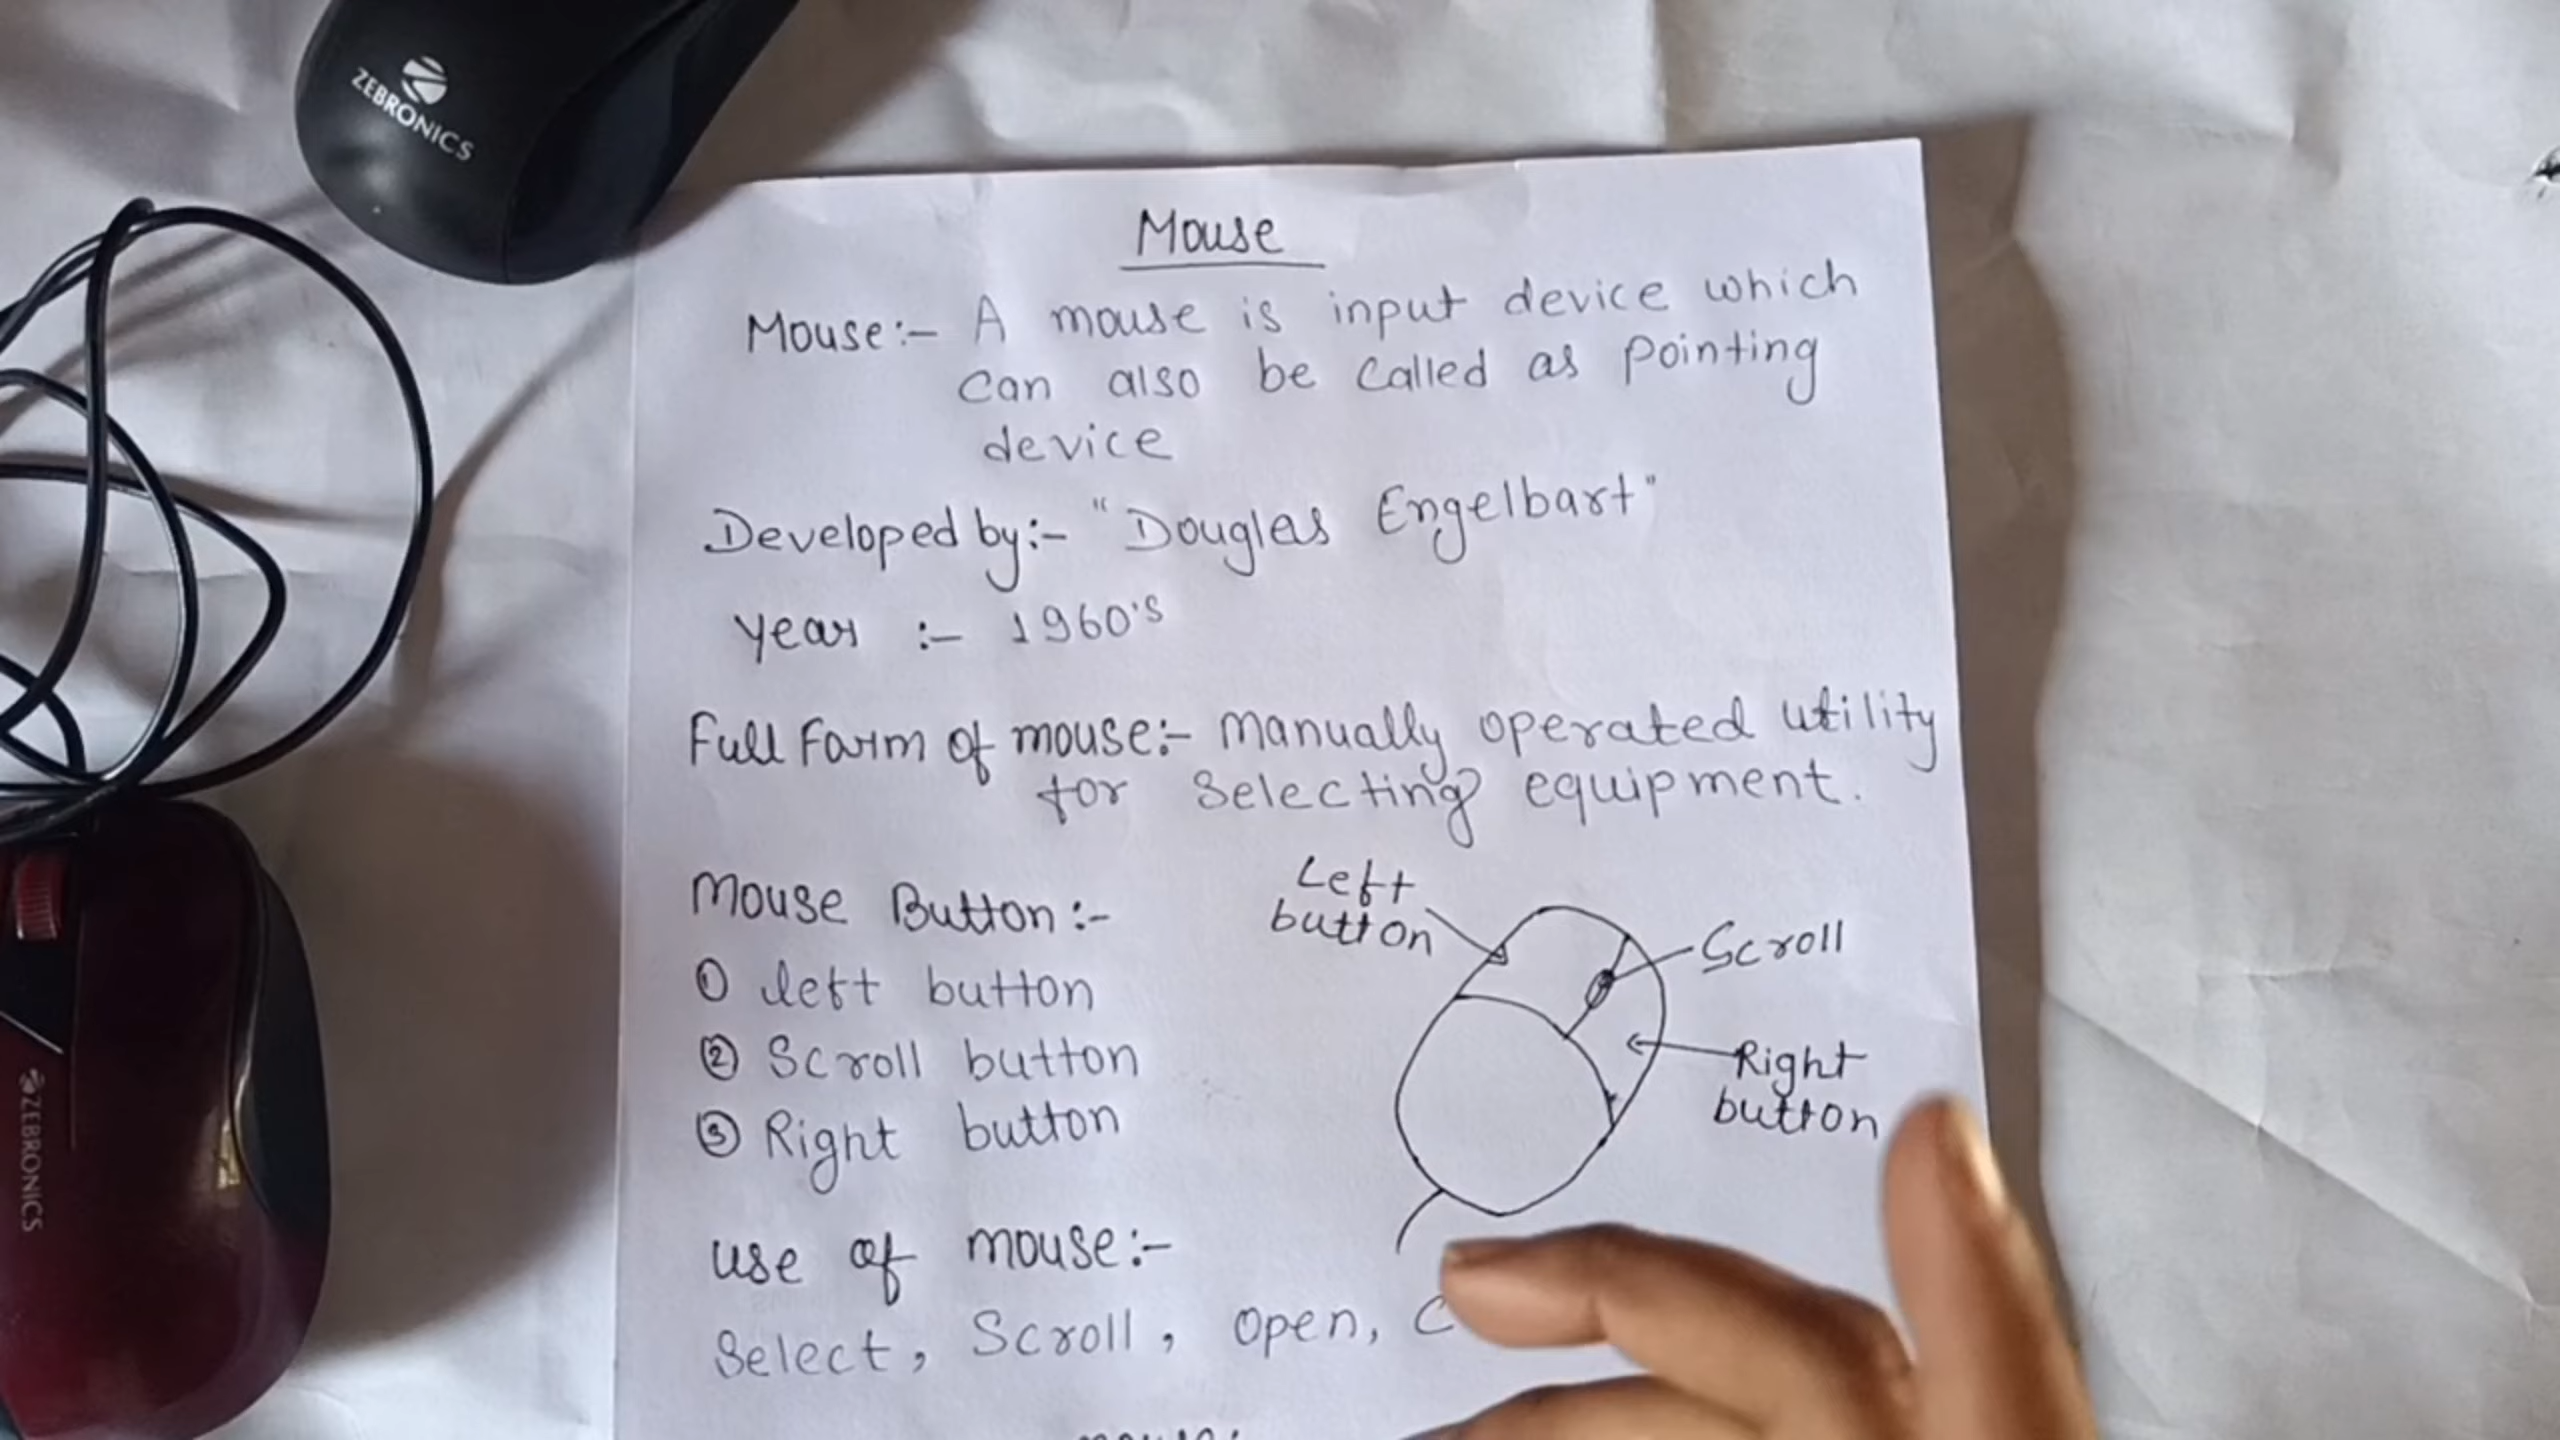 ZEBRONICS
Mouse
Mouse:- A mouse is input device which
can also be called as pointing
device
Developed by:- "Douglas Engelbart"
Year :- 1960's
Full Form of mouse:- manually operated utility
for Selecting equipment.
Mouse Button:-
① left button
② Scroll button
③ Right button
Left
button
Scroll
Right
button
use of mouse:-
Select, Scroll, open, C
ZEBRONICS